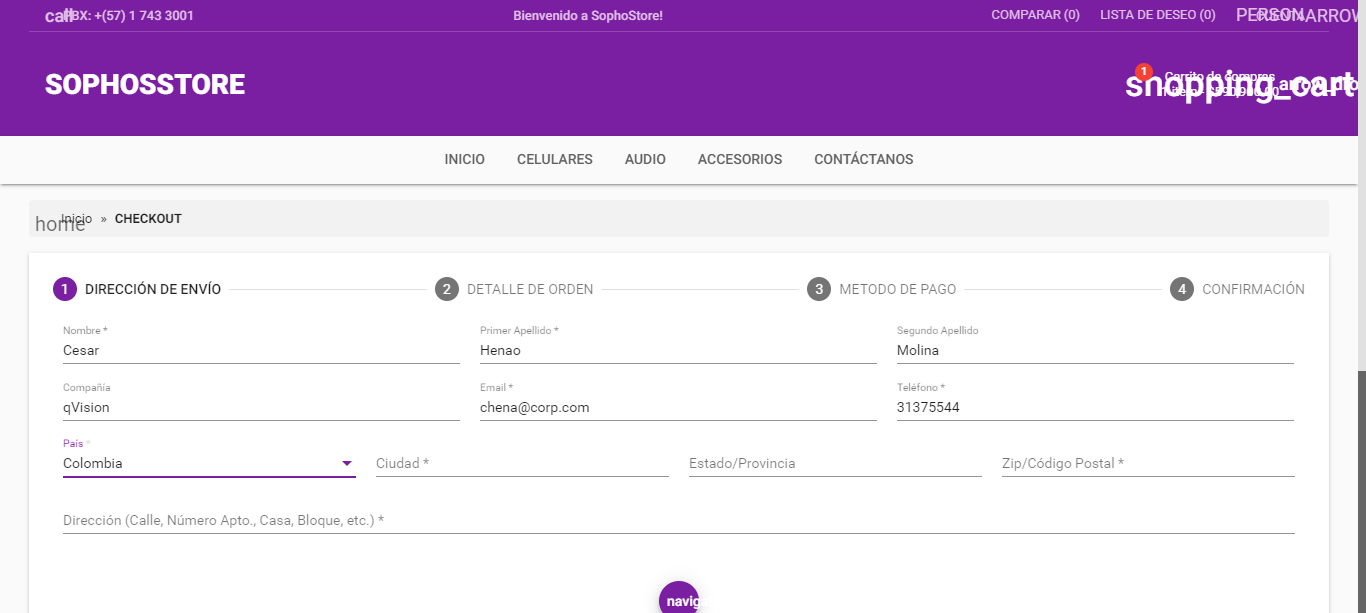 call PBX: +(57) 1 743 3001
Bienvenido a SophoStore!
COMPARAR (0)
LISTA DE DESEO (0)
PERSON
SOPHOSSTORE
1
shopping_cart
Carrito de compras
INICIO
CELULARES
AUDIO
ACCESORIOS
CONTÁCTANOS
home
Inicio » CHECKOUT
1 DIRECCIÓN DE ENVÍO
2 DETALLE DE ORDEN
3 METODO DE PAGO
4 CONFIRMACIÓN
Nombre *
Cesar
Primer Apellido *
Henao
Segundo Apellido
Molina
Compañía
qVision
Email *
chena@corp.com
Teléfono *
31375544
País *
Colombia
Ciudad *
Estado/Provincia
Zip/Código Postal *
Dirección (Calle, Número Apto., Casa, Bloque, etc.) *
navig